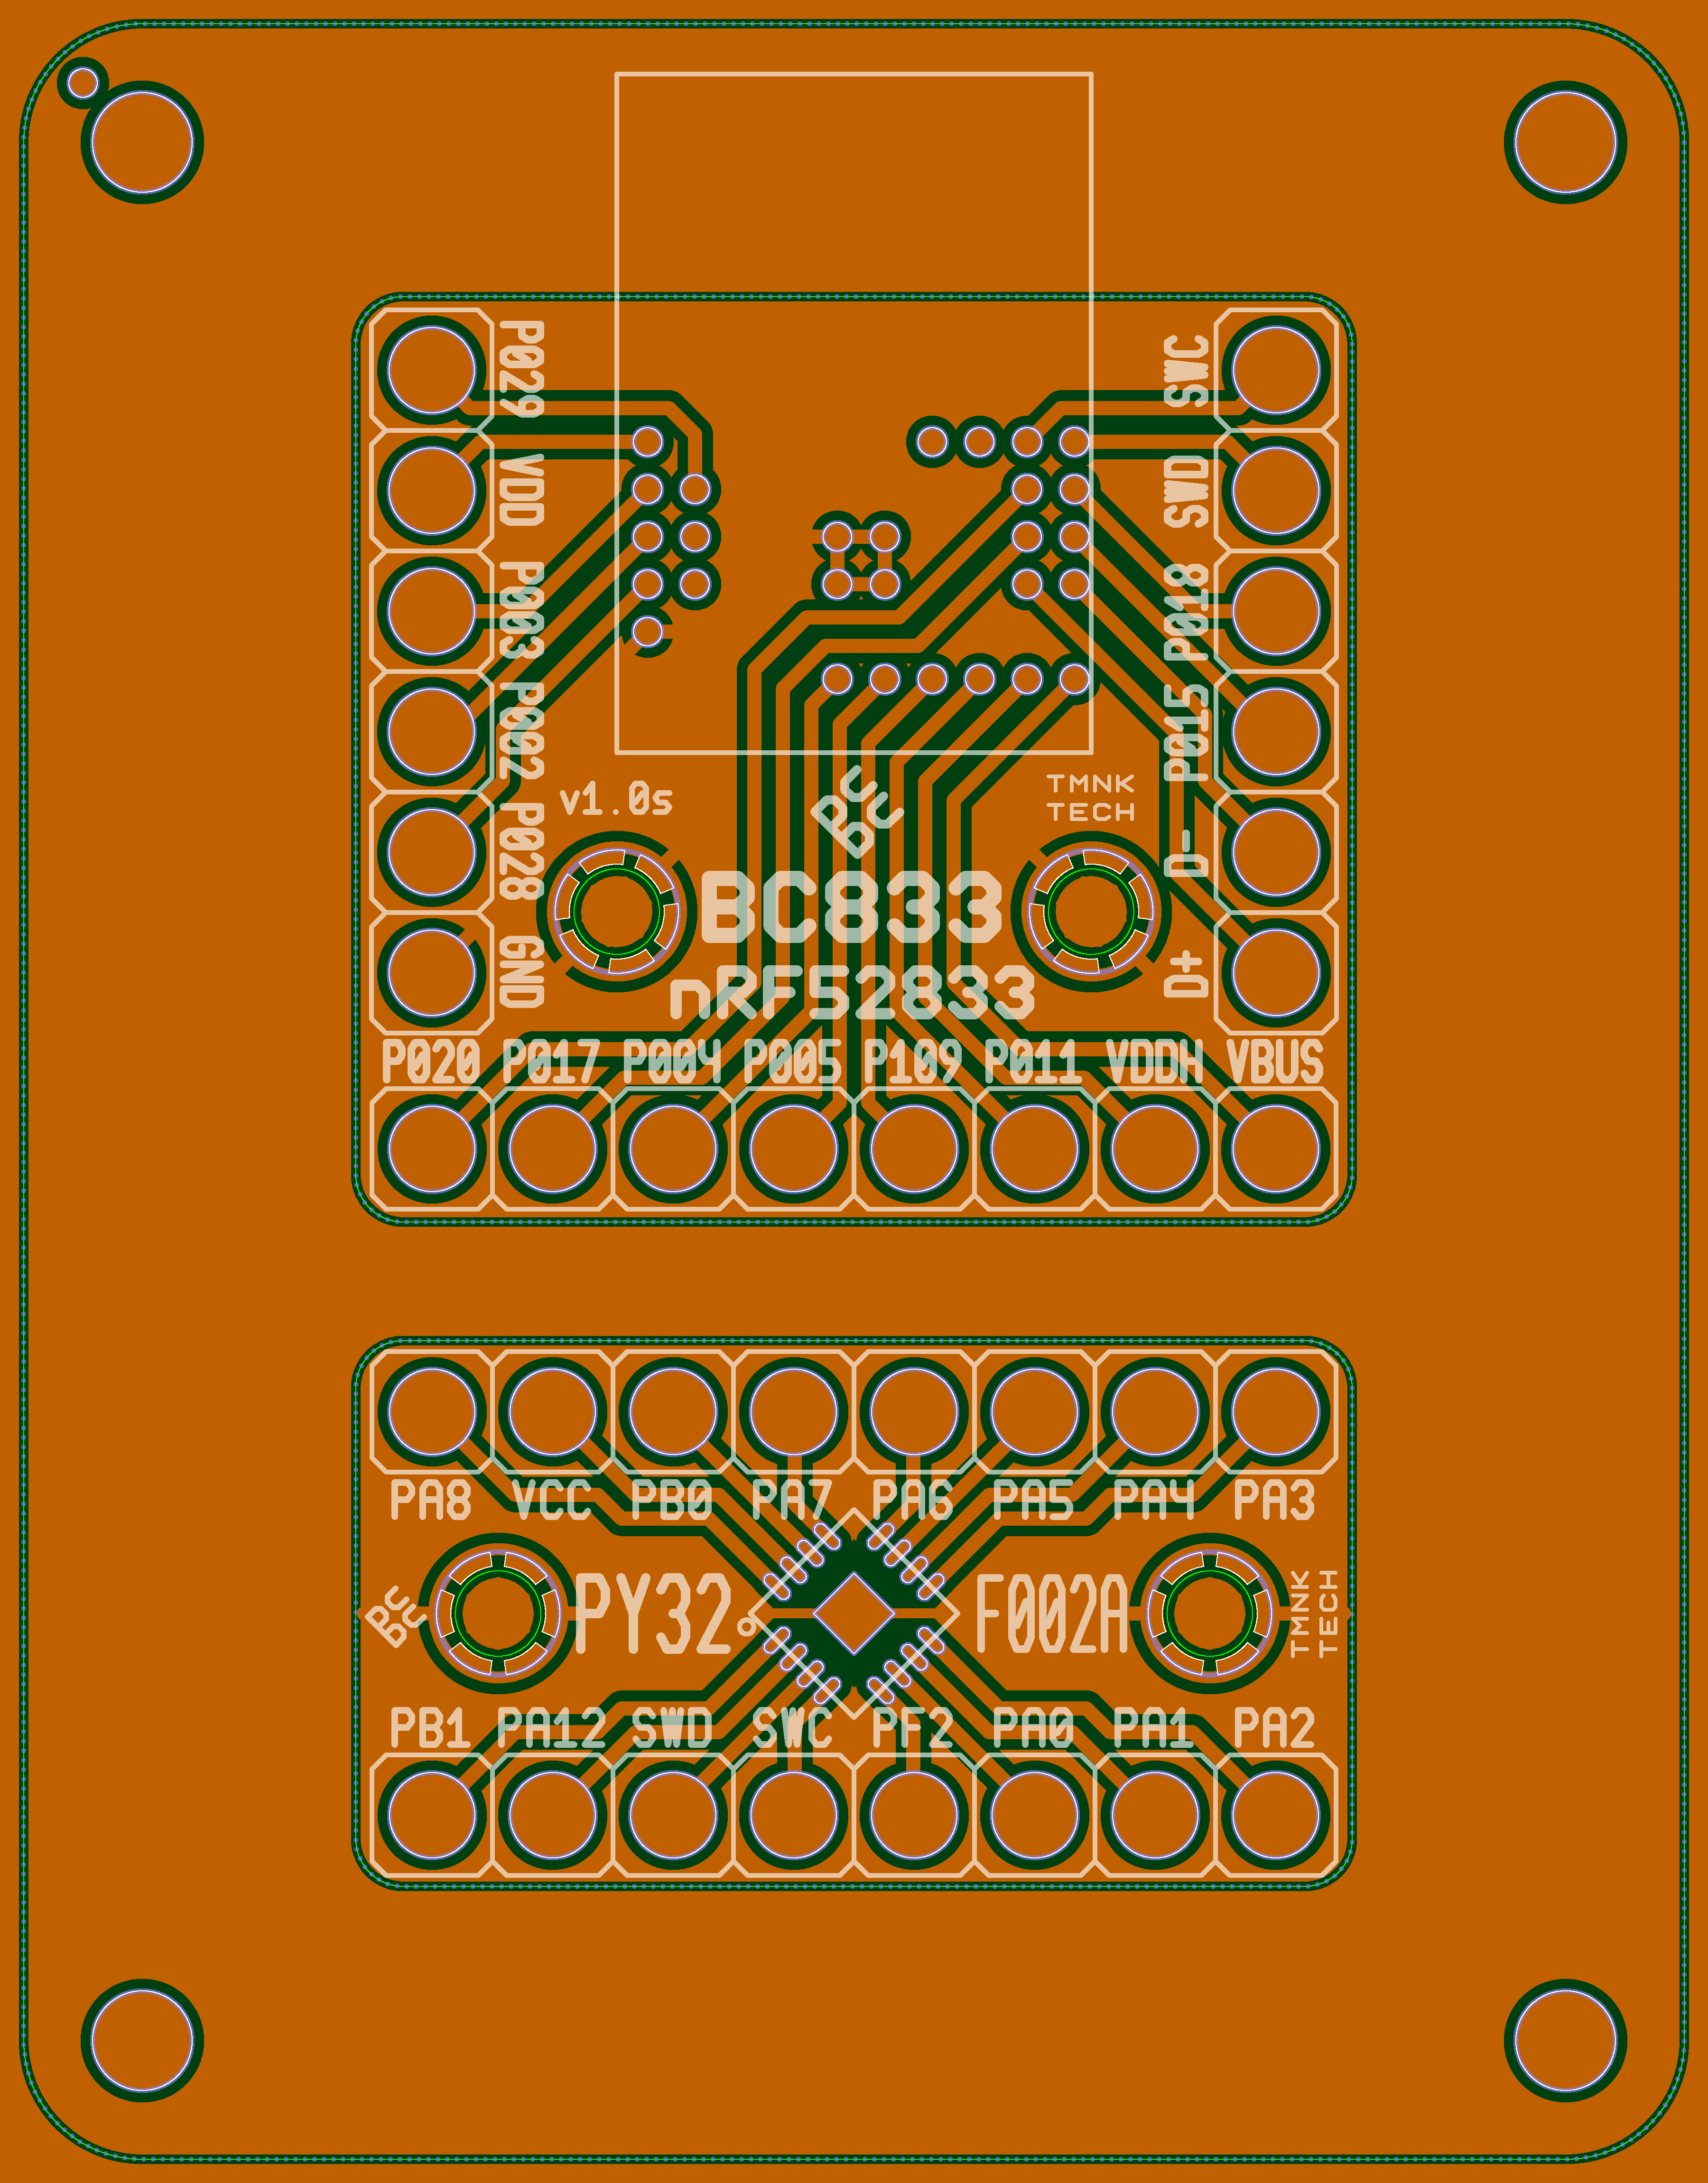 P029
SWC
VDD
SWD
P003
P018
P002
P015
P028
D-
GND
D+
v1.0s
BCC
TMNK
TECH
BC833
nRF52833
P020 P017 P004 P005 P109 P011 VDDH VBUS
PA8 VCC PB0 PA7 PA6 PA5 PA4 PA3
BCC
PY32
F002A
TMNK
TECH
PB1 PA12 SWD SWC PF2 PA0 PA1 PA2